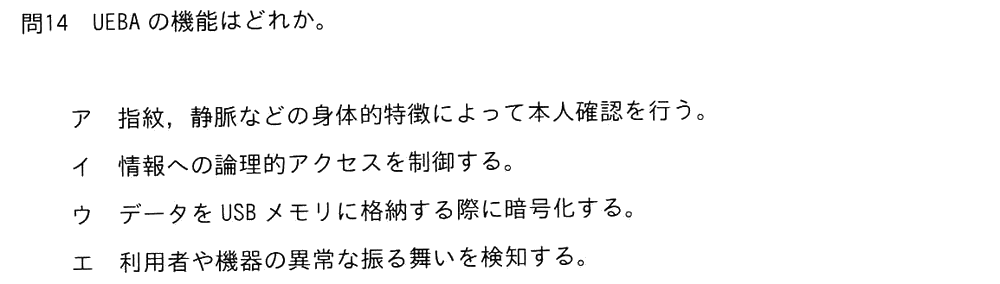 問14　UEBA の機能はどれか。
ア　指紋，静脈などの身体的特徴によって本人確認を行う。
イ　情報への論理的アクセスを制御する。
ウ　データを USB メモリに格納する際に暗号化する。
エ　利用者や機器の異常な振る舞いを検知する。